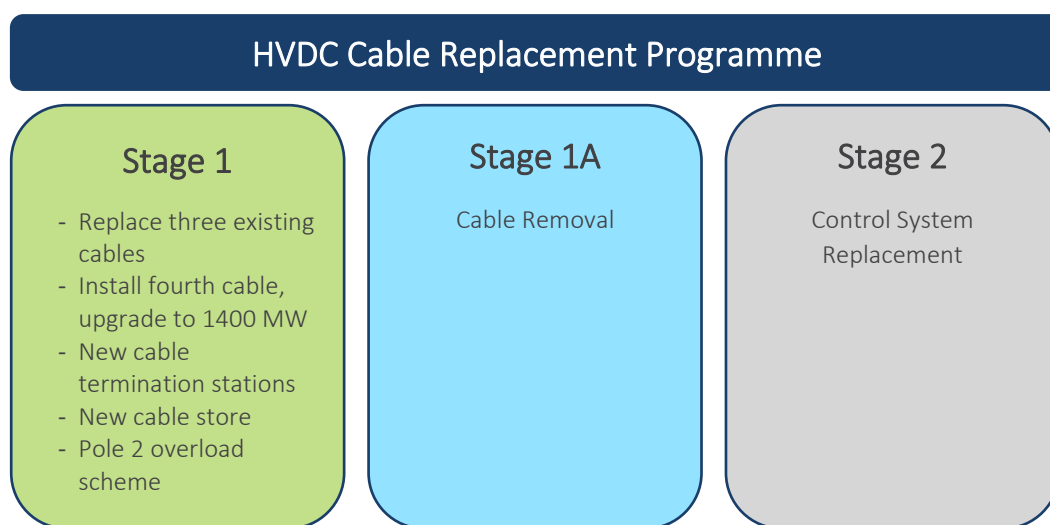 HVDC Cable Replacement Programme
Stage 1
- Replace three existing
cables
- Install fourth cable,
upgrade to 1400 MW
- New cable
termination stations
- New cable store
- Pole 2 overload
scheme
Stage 1A
Cable Removal
Stage 2
Control System
Replacement